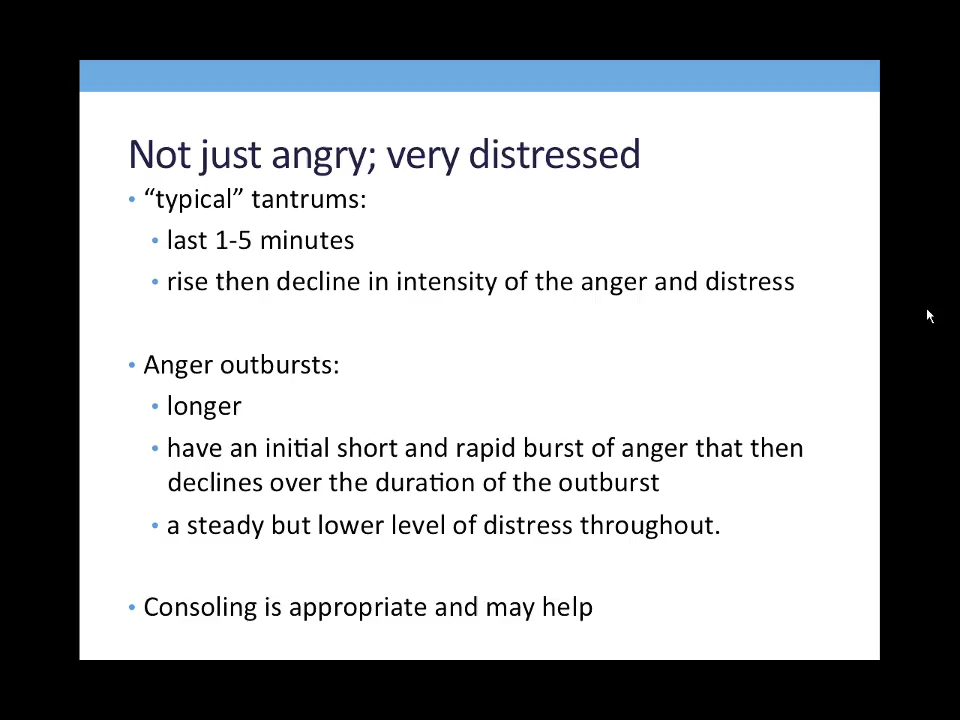 Not just angry; very distressed
• “typical” tantrums:
• last 1-5 minutes
• rise then decline in intensity of the anger and distress
• Anger outbursts:
• longer
• have an initial short and rapid burst of anger that then
declines over the duration of the outburst
• a steady but lower level of distress throughout.
• Consoling is appropriate and may help